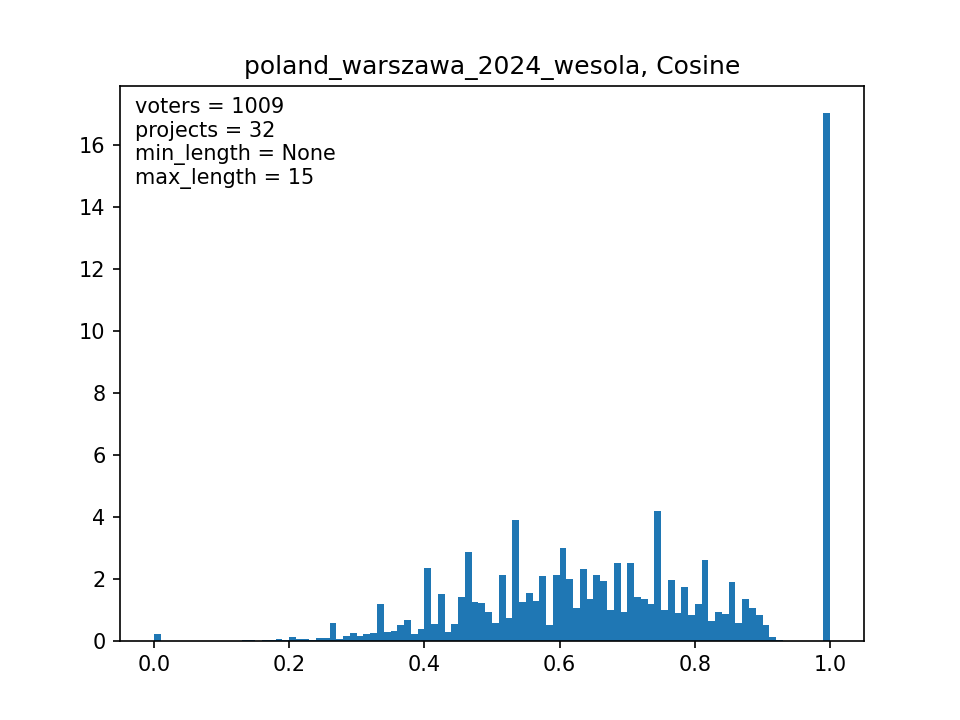 poland_warszawa_2024_wesola, Cosine
voters = 1009
projects = 32
min_length = None
max_length = 15
16
14
12
10
8
6
4
2
0
0.0 0.2 0.4 0.6 0.8 1.0